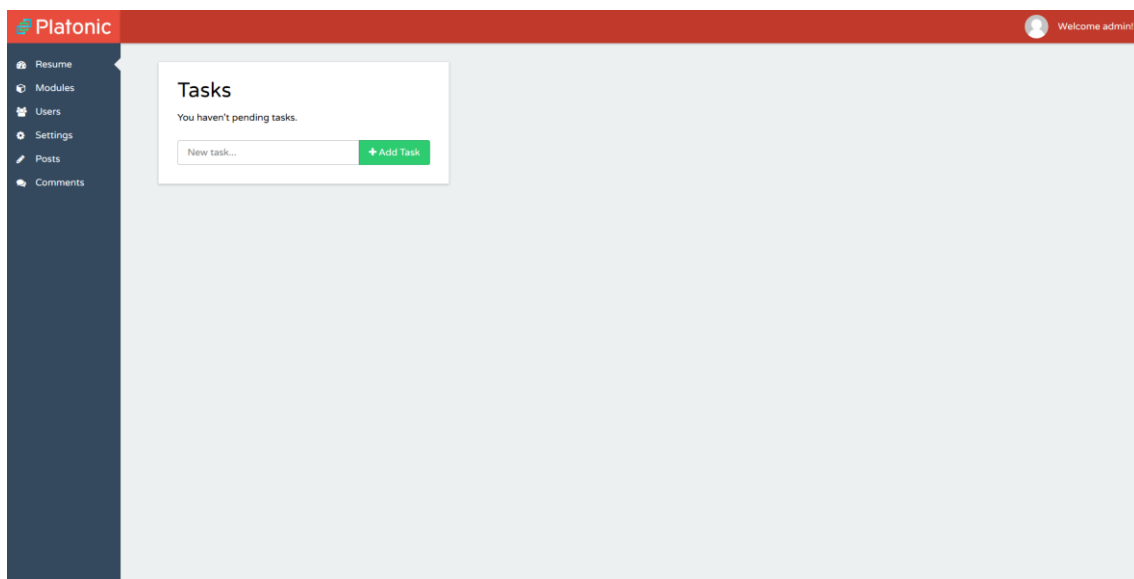 Platonic
Welcome admin!
Resume
Modules
Users
Settings
Posts
Comments
Tasks
You haven't pending tasks.
New task...
Add Task